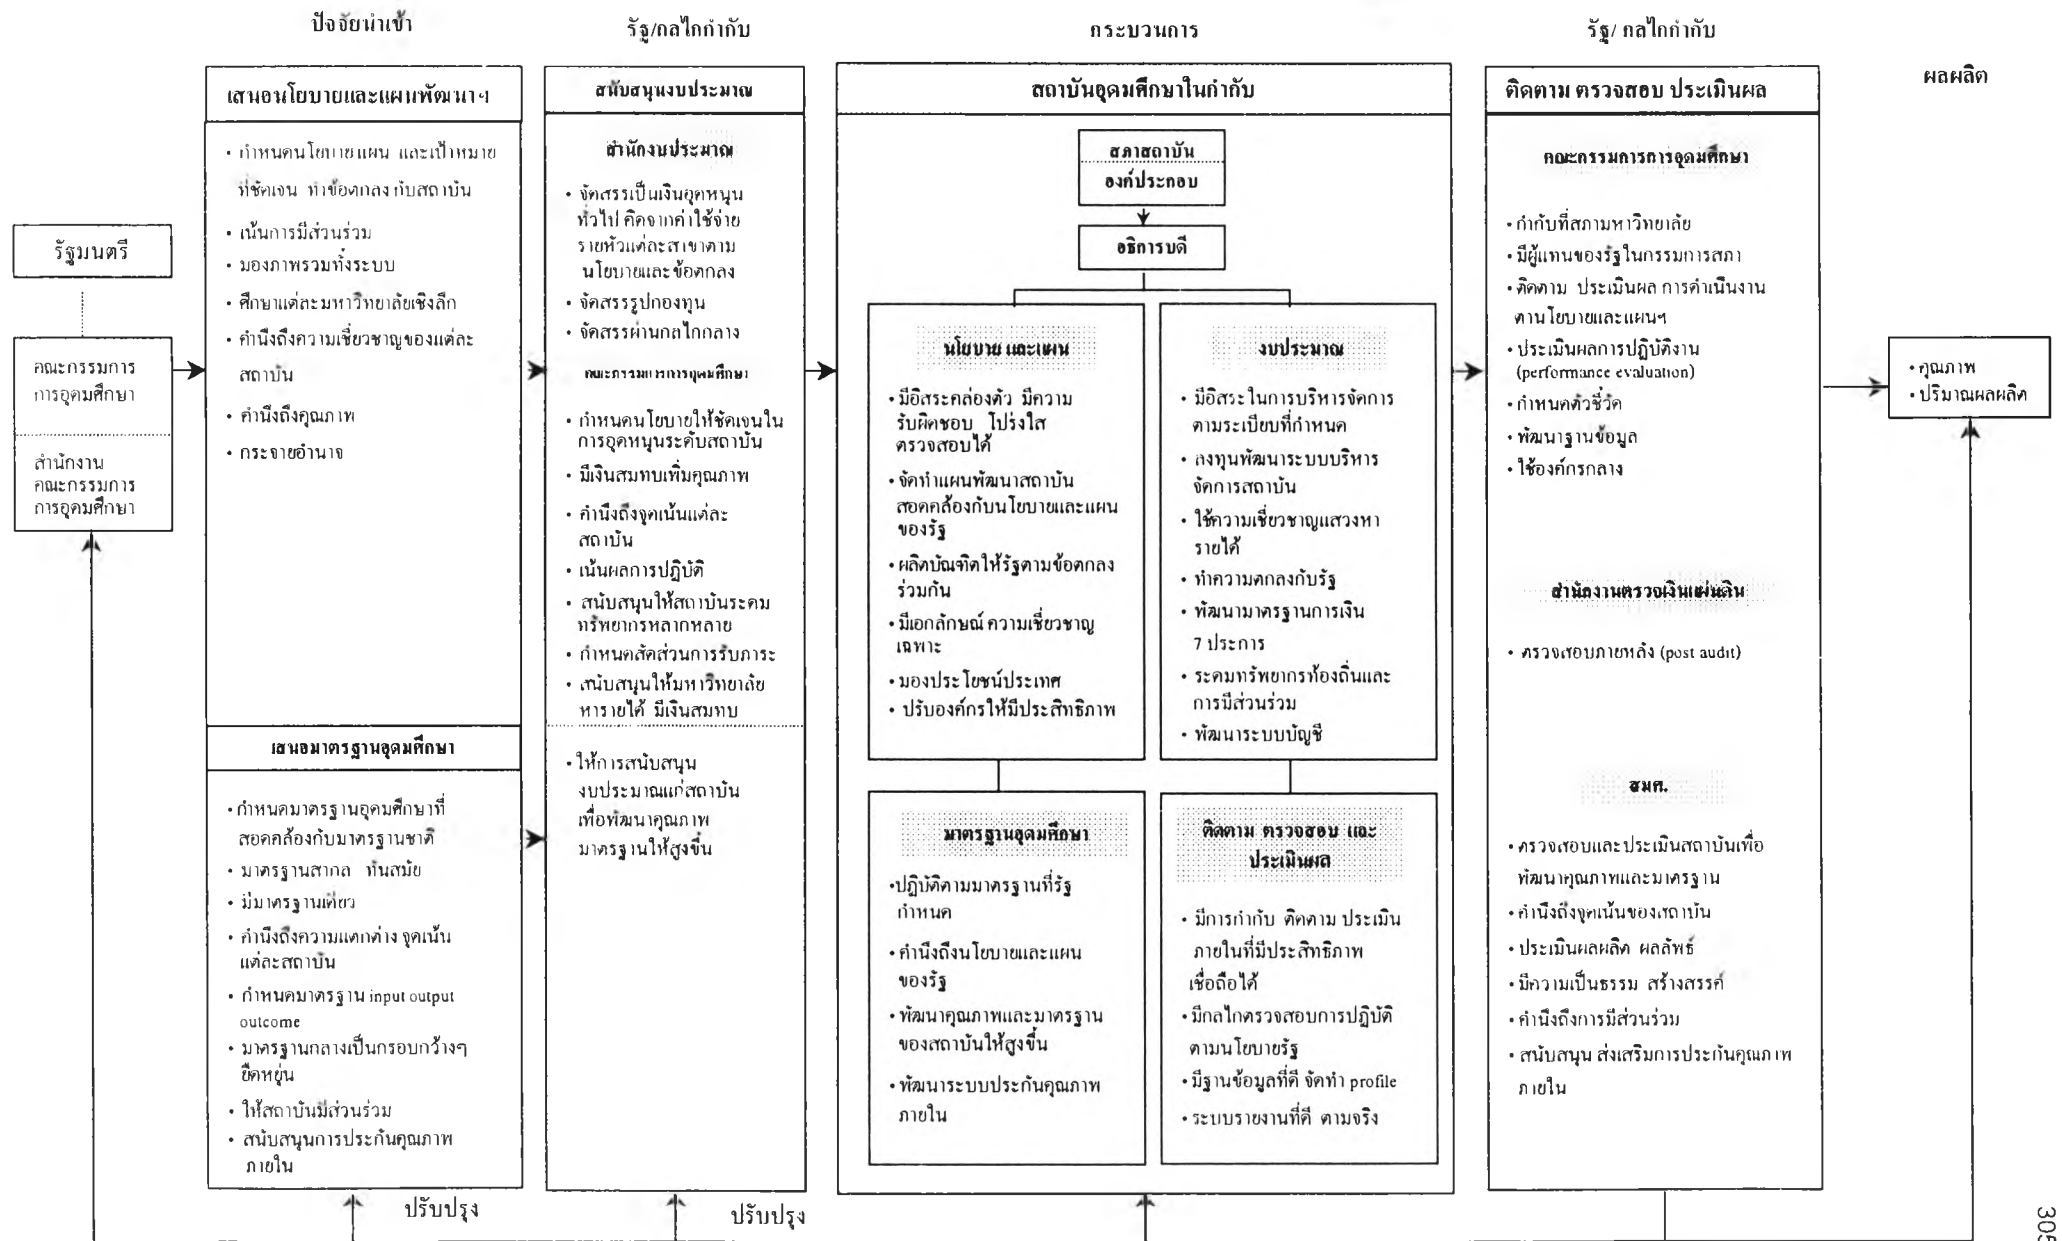 ปัจจัยนำเข้า
รัฐ/กลไกกำกับ
กระบวนการ
รัฐ/ กลไกกำกับ
ผลผลิต
รัฐมนตรี
คณะกรรมการ
การอุดมศึกษา
สำนักงาน
คณะกรรมการ
การอุดมศึกษา
เสนอนโยบายและแผนพัฒนาฯ
• กำหนดนโยบาย แผน และเป้าหมาย
ที่ชัดเจน ทำข้อตกลง กับสถาบัน
• เน้นการมีส่วนร่วม
• มองภาพรวมทั้งระบบ
• ศึกษาแต่ละมหาวิทยาลัยเชิงลึก
• คำนึงถึงความเชี่ยวชาญของแต่ละ
สถาบัน
• คำนึงถึงคุณภาพ
• กระจายอำนาจ
เสนอมาตรฐานอุดมศึกษา
• กำหนดมาตรฐานอุดมศึกษาที่
สอดคล้องกับมาตรฐานชาติ
• มาตรฐานสากล ทันสมัย
• มีมาตรฐานเดียว
• คำนึงถึงความแตกต่าง จุดเน้น
แต่ละสถาบัน
• กำหนดมาตรฐาน input output
outcome
• มาตรฐานกลางเป็นกรอบกว้างๆ
ยืดหยุ่น
• ให้สถาบันมีส่วนร่วม
• สนับสนุนการประกันคุณภาพ
ภายใน
ปรับปรุง
สนับสนุนงบประมาณ
สำนักงบประมาณ
• จัดสรรเป็นเงินอุดหนุน
ทั่วไป คิดจากค่าใช้จ่าย
รายหัวแต่ละสาขาตาม
นโยบายและข้อตกลง
• จัดสรรรูปกองทุน
• จัดสรรผ่านกลไกกลาง
คณะกรรมการการอุดมศึกษา
• กำหนดนโยบายให้ชัดเจนใน
การอุดหนุนระดับสถาบัน
• มีเงินสมทบเพิ่มคุณภาพ
• คำนึงถึงจุดเน้นแต่ละ
สถาบัน
• เน้นผลการปฏิบัติ
• สนับสนุนให้สถาบันระดม
ทรัพยากรหลากหลาย
• กำหนดสัดส่วนการรับภาระ
• สนับสนุนให้มหาวิทยาลัย
หารายได้ มีเงินสมทบ
• ให้การสนับสนุน
งบประมาณแก่สถาบัน
เพื่อพัฒนาคุณภาพ
มาตรฐานให้สูงขึ้น
ปรับปรุง
สถาบันอุดมศึกษาในกำกับ
สภาสถาบัน
องค์ประกอบ
อธิการบดี
นโยบาย และแผน
• มีอิสระคล่องตัว มีความ
รับผิดชอบ โปร่งใส
ตรวจสอบได้
• จัดทำแผนพัฒนาสถาบัน
สอดคล้องกับนโยบายและแผน
ของรัฐ
• ผลิตบัณฑิตให้รัฐตามข้อตกลง
ร่วมกัน
• มีเอกลักษณ์ ความเชี่ยวชาญ
เฉพาะ
• มองประโยชน์ประเทศ
• ปรับองค์กรให้มีประสิทธิภาพ
งบประมาณ
• มีอิสระในการบริหารจัดการ
ตามระเบียบที่กำหนด
• ลงทุนพัฒนาระบบบริหาร
จัดการสถาบัน
• ใช้ความเชี่ยวชาญแสวงหา
รายได้
• ทำความตกลงกับรัฐ
• พัฒนามาตรฐานการเงิน
7 ประการ
• ระดมทรัพยากรท้องถิ่นและ
การมีส่วนร่วม
• พัฒนาระบบบัญชี
มาตรฐานอุดมศึกษา
•ปฏิบัติตามมาตรฐานที่รัฐ
กำหนด
• คำนึงถึงนโยบายและแผน
ของรัฐ
• พัฒนาคุณภาพและมาตรฐาน
ของสถาบันให้สูงขึ้น
• พัฒนาระบบประกันคุณภาพ
ภายใน
ติดตาม ตรวจสอบ และ
ประเมินผล
• มีการกำกับ ติดตาม ประเมิน
ภายในที่มีประสิทธิภาพ
เชื่อถือได้
• มีกลไกตรวจสอบการปฏิบัติ
ตามนโยบายรัฐ
• มีฐานข้อมูลที่ดี จัดทำ profile
• ระบบรายงานที่ดี ตามจริง
ติดตาม ตรวจสอบ ประเมินผล
คณะกรรมการการอุดมศึกษา
• กำกับที่สภามหาวิทยาลัย
• มีผู้แทนของรัฐในกรรมการสภา
• ติดตาม ประเมินผล การดำเนินงาน
ตามนโยบายและแผนฯ
• ประเมินผลการปฏิบัติงาน
(performance evaluation)
• กำหนดตัวชี้วัด
• พัฒนาฐานข้อมูล
• ใช้องค์กรกลาง
สำนักงานตรวจเงินแผ่นดิน
• ตรวจสอบภายหลัง (post audit)
สมศ.
• ตรวจสอบและประเมินสถาบันเพื่อ
พัฒนาคุณภาพและมาตรฐาน
• คำนึงถึงจุดเน้นของสถาบัน
• ประเมินผลผลิต ผลลัพธ์
• มีความเป็นธรรม สร้างสรรค์
• คำนึงถึงการมีส่วนร่วม
• สนับสนุน ส่งเสริมการประกันคุณภาพ
ภายใน
• คุณภาพ
• ปริมาณผลผลิต
305